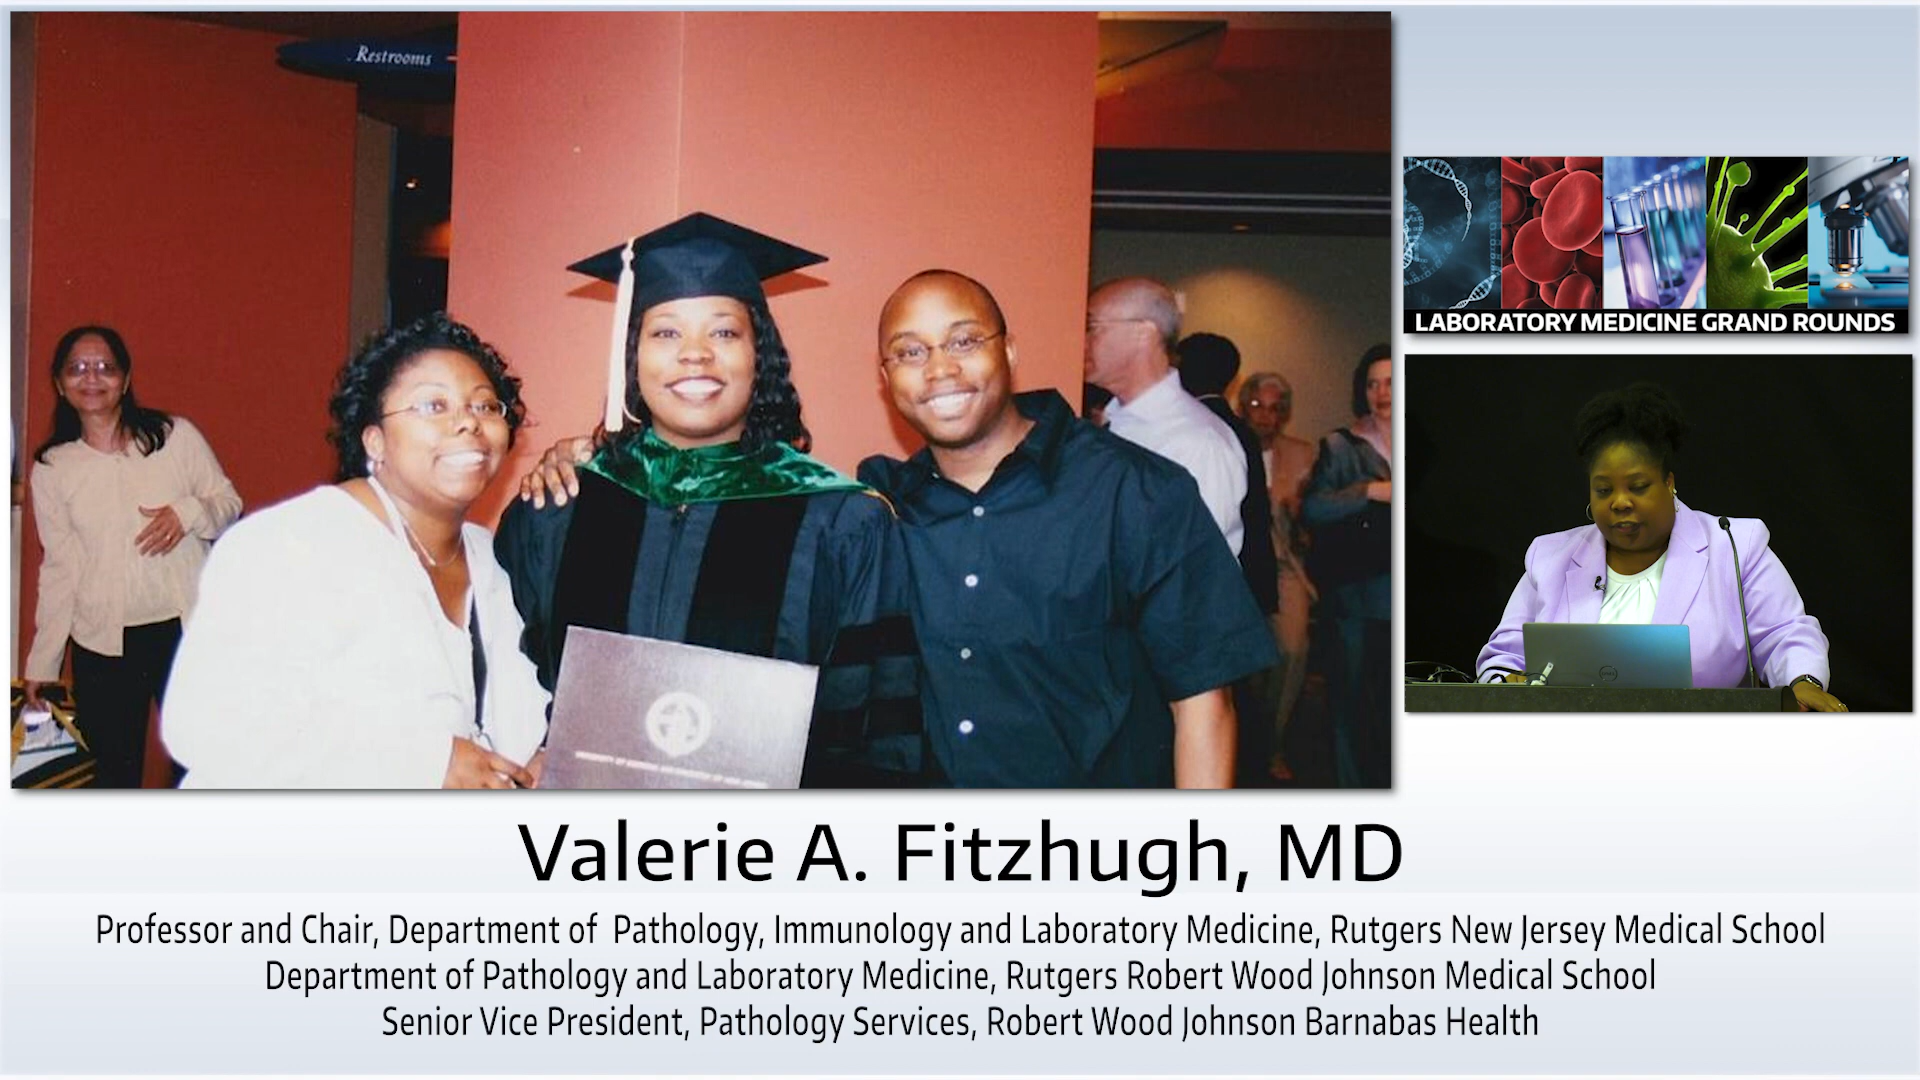 Restrooms
LABORATORY MEDICINE GRAND ROUNDS
Valerie A. Fitzhugh, MD
Professor and Chair, Department of Pathology, Immunology and Laboratory Medicine, Rutgers New Jersey Medical School
Department of Pathology and Laboratory Medicine, Rutgers Robert Wood Johnson Medical School
Senior Vice President, Pathology Services, Robert Wood Johnson Barnabas Health